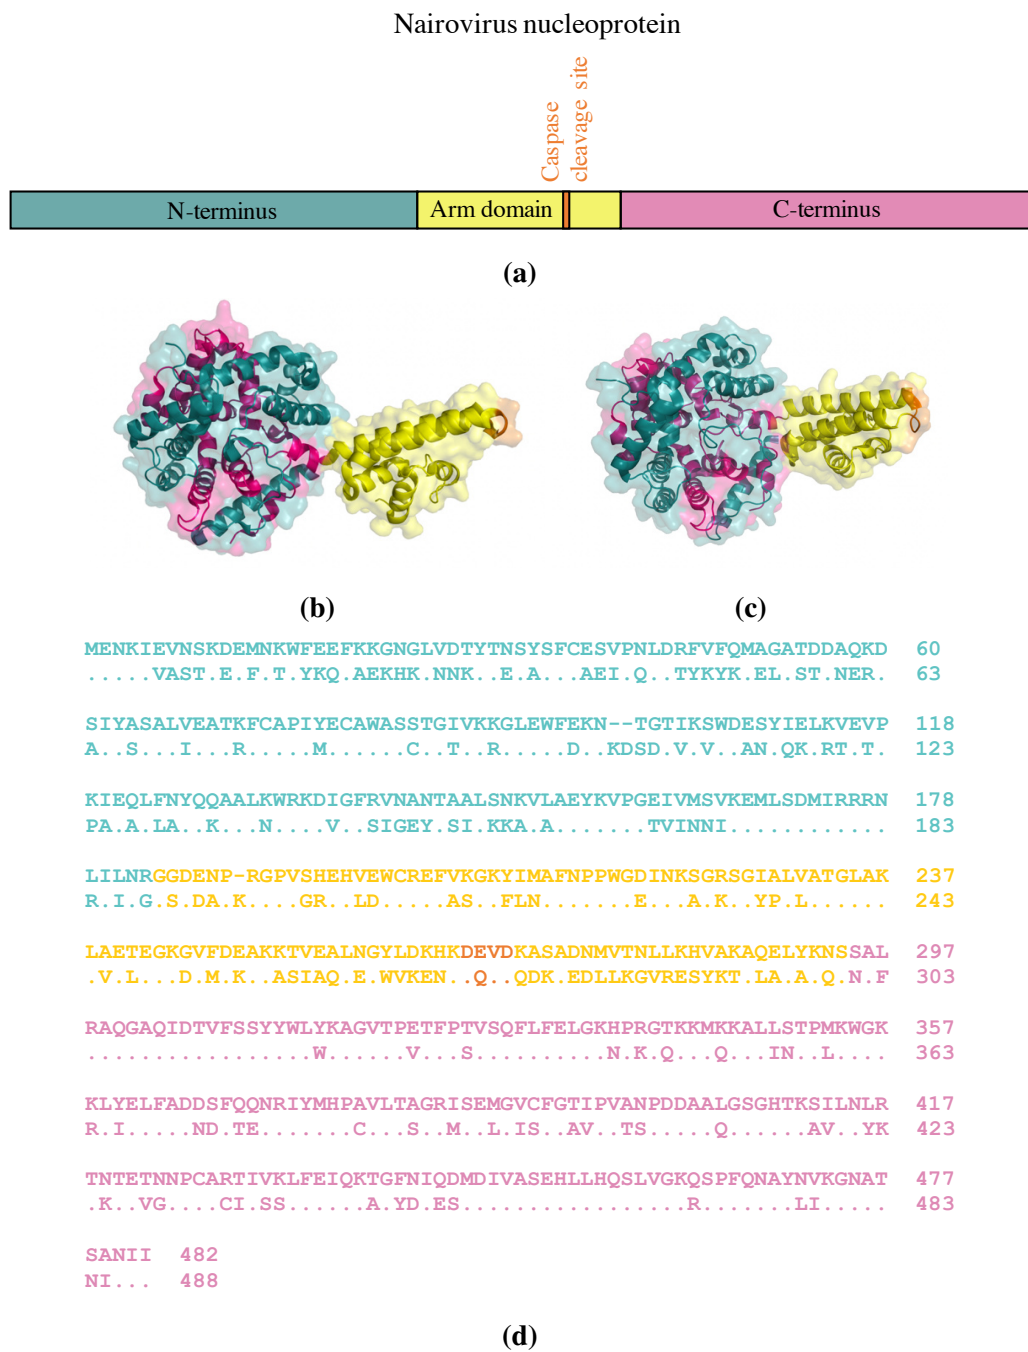 Nairovirus nucleoprotein
Caspase
cleavage site
N-terminus Arm domain C-terminus
(a)
(b) (c)
MENKIEVNSKDEMNKWFEEFKKGNGLVDTYTNSYSFCESVPNLDRFVFQMAGATDDAQKD 60
.....VAST.E.F.T.YKQ.AEKHK.NNK..E.A...AEI.Q..TYKYK.EL.ST.NER. 63
SIYASALVEATKFCAPIYECAWASSTGIVKKGLEWFEKN--TGTIKSWDESYIELKVEVP 118
A..S...I...R.....M......C..T..R.....D..KDSD.V.V..AN.QK.RT.T. 123
KIEQLFNYQQAALKWRKDIGFRVNANTAALSNKVLAEYKVPGEIVMSVKEMLSDMIRRRN 178
PA.A.LA..K...N....V..SIGEY.SI.KKA.A.......TVINNI............ 183
LILNRGGDENP-RGPVSHEHVEWCREFVKGKYIMAFNPPWGDINKSGRSGIALVATGLAK 237
R.I.G.S.DA.K....GR..LD.....AS..FLN.......E...A.K..YP.L...... 243
LAETEGKGVFDEAKKTVEALNGYLDKHKDEVDKASADNMVTNLLKHVAKAQELYKNSSAL 297
.V.L...D.M.K..ASIAQ.E.WVKEN..Q..QDK.EDLLKGVRESYKT.LA.A.Q.N.F 303
RAQGAQIDTVFSSYYWLYKAGVTPETFPTVSQFLFELGKHPRGTKKMKKALLSTPMKWGK 357
.................W......V...S..........N.K.Q...Q...IN..L.... 363
KLYELFADDSFQQNRIYMHPAVLTAGRISEMGVCFGTIPVANPDDAALGSGHTKSILNLR 417
R.I.....ND.TE.......C...S..M..L.IS..AV..TS.....Q......AV..YK 423
TNTETNNPCARTIVKLFEIQKTGFNIQDMDIVASEHLLHQSLVGKQSPFQNAYNVKGNAT 477
.K..VG....CI.SS......A.YD.ES.................R.......LI..... 483
SANII 482
NI... 488
(d)